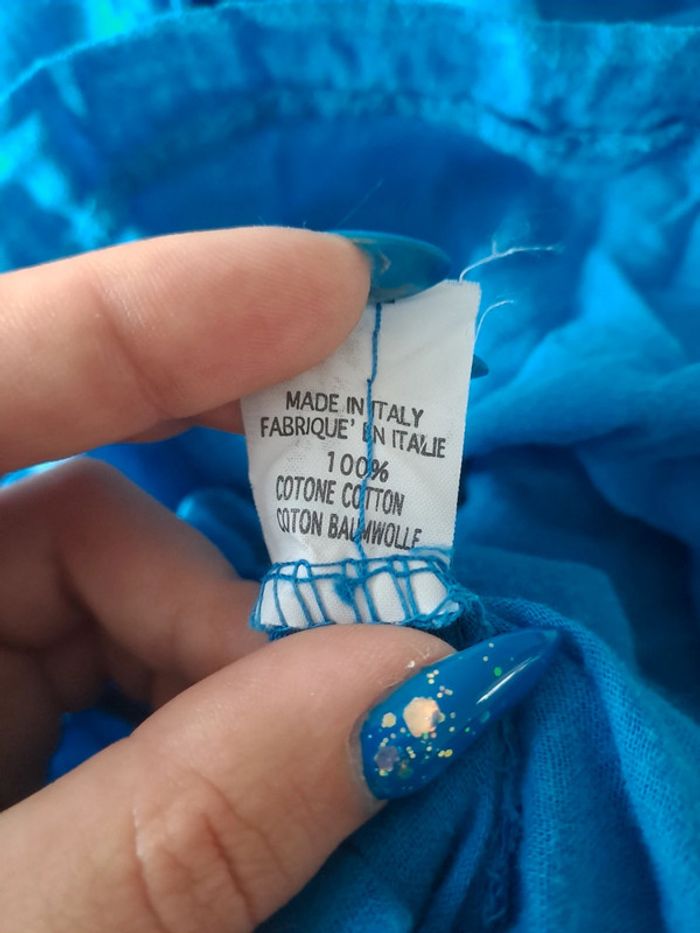 MADE IN ITALY
FABRIQUE' EN ITALIE
100%
COTONE COTTON
COTON BAUMWOLLE